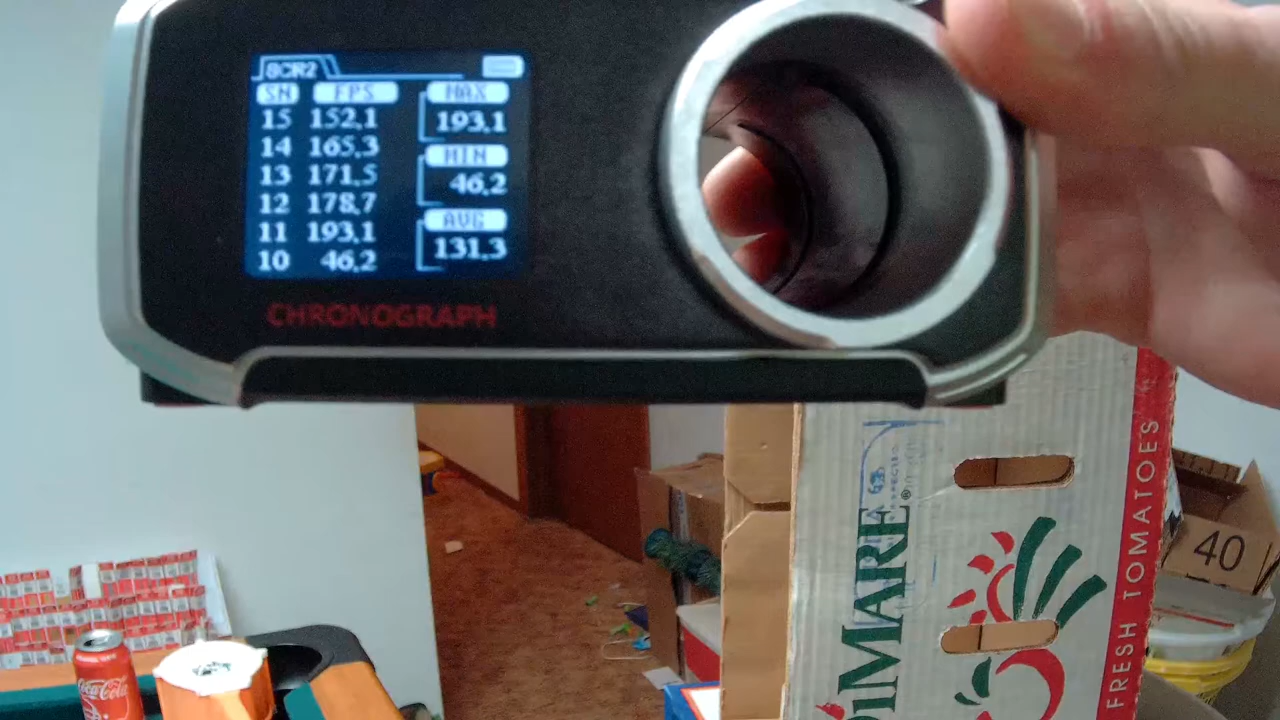 SCR2
SN FPS
15 152,1
14 165,3
13 171,5
12 178,7
11 193,1
10 46,2
MAX
193,1
MIN
46,2
AVG
131,3
CHRONOGRAPH
DiMARE®
FRESH TOMATOES
40
Coca-Cola